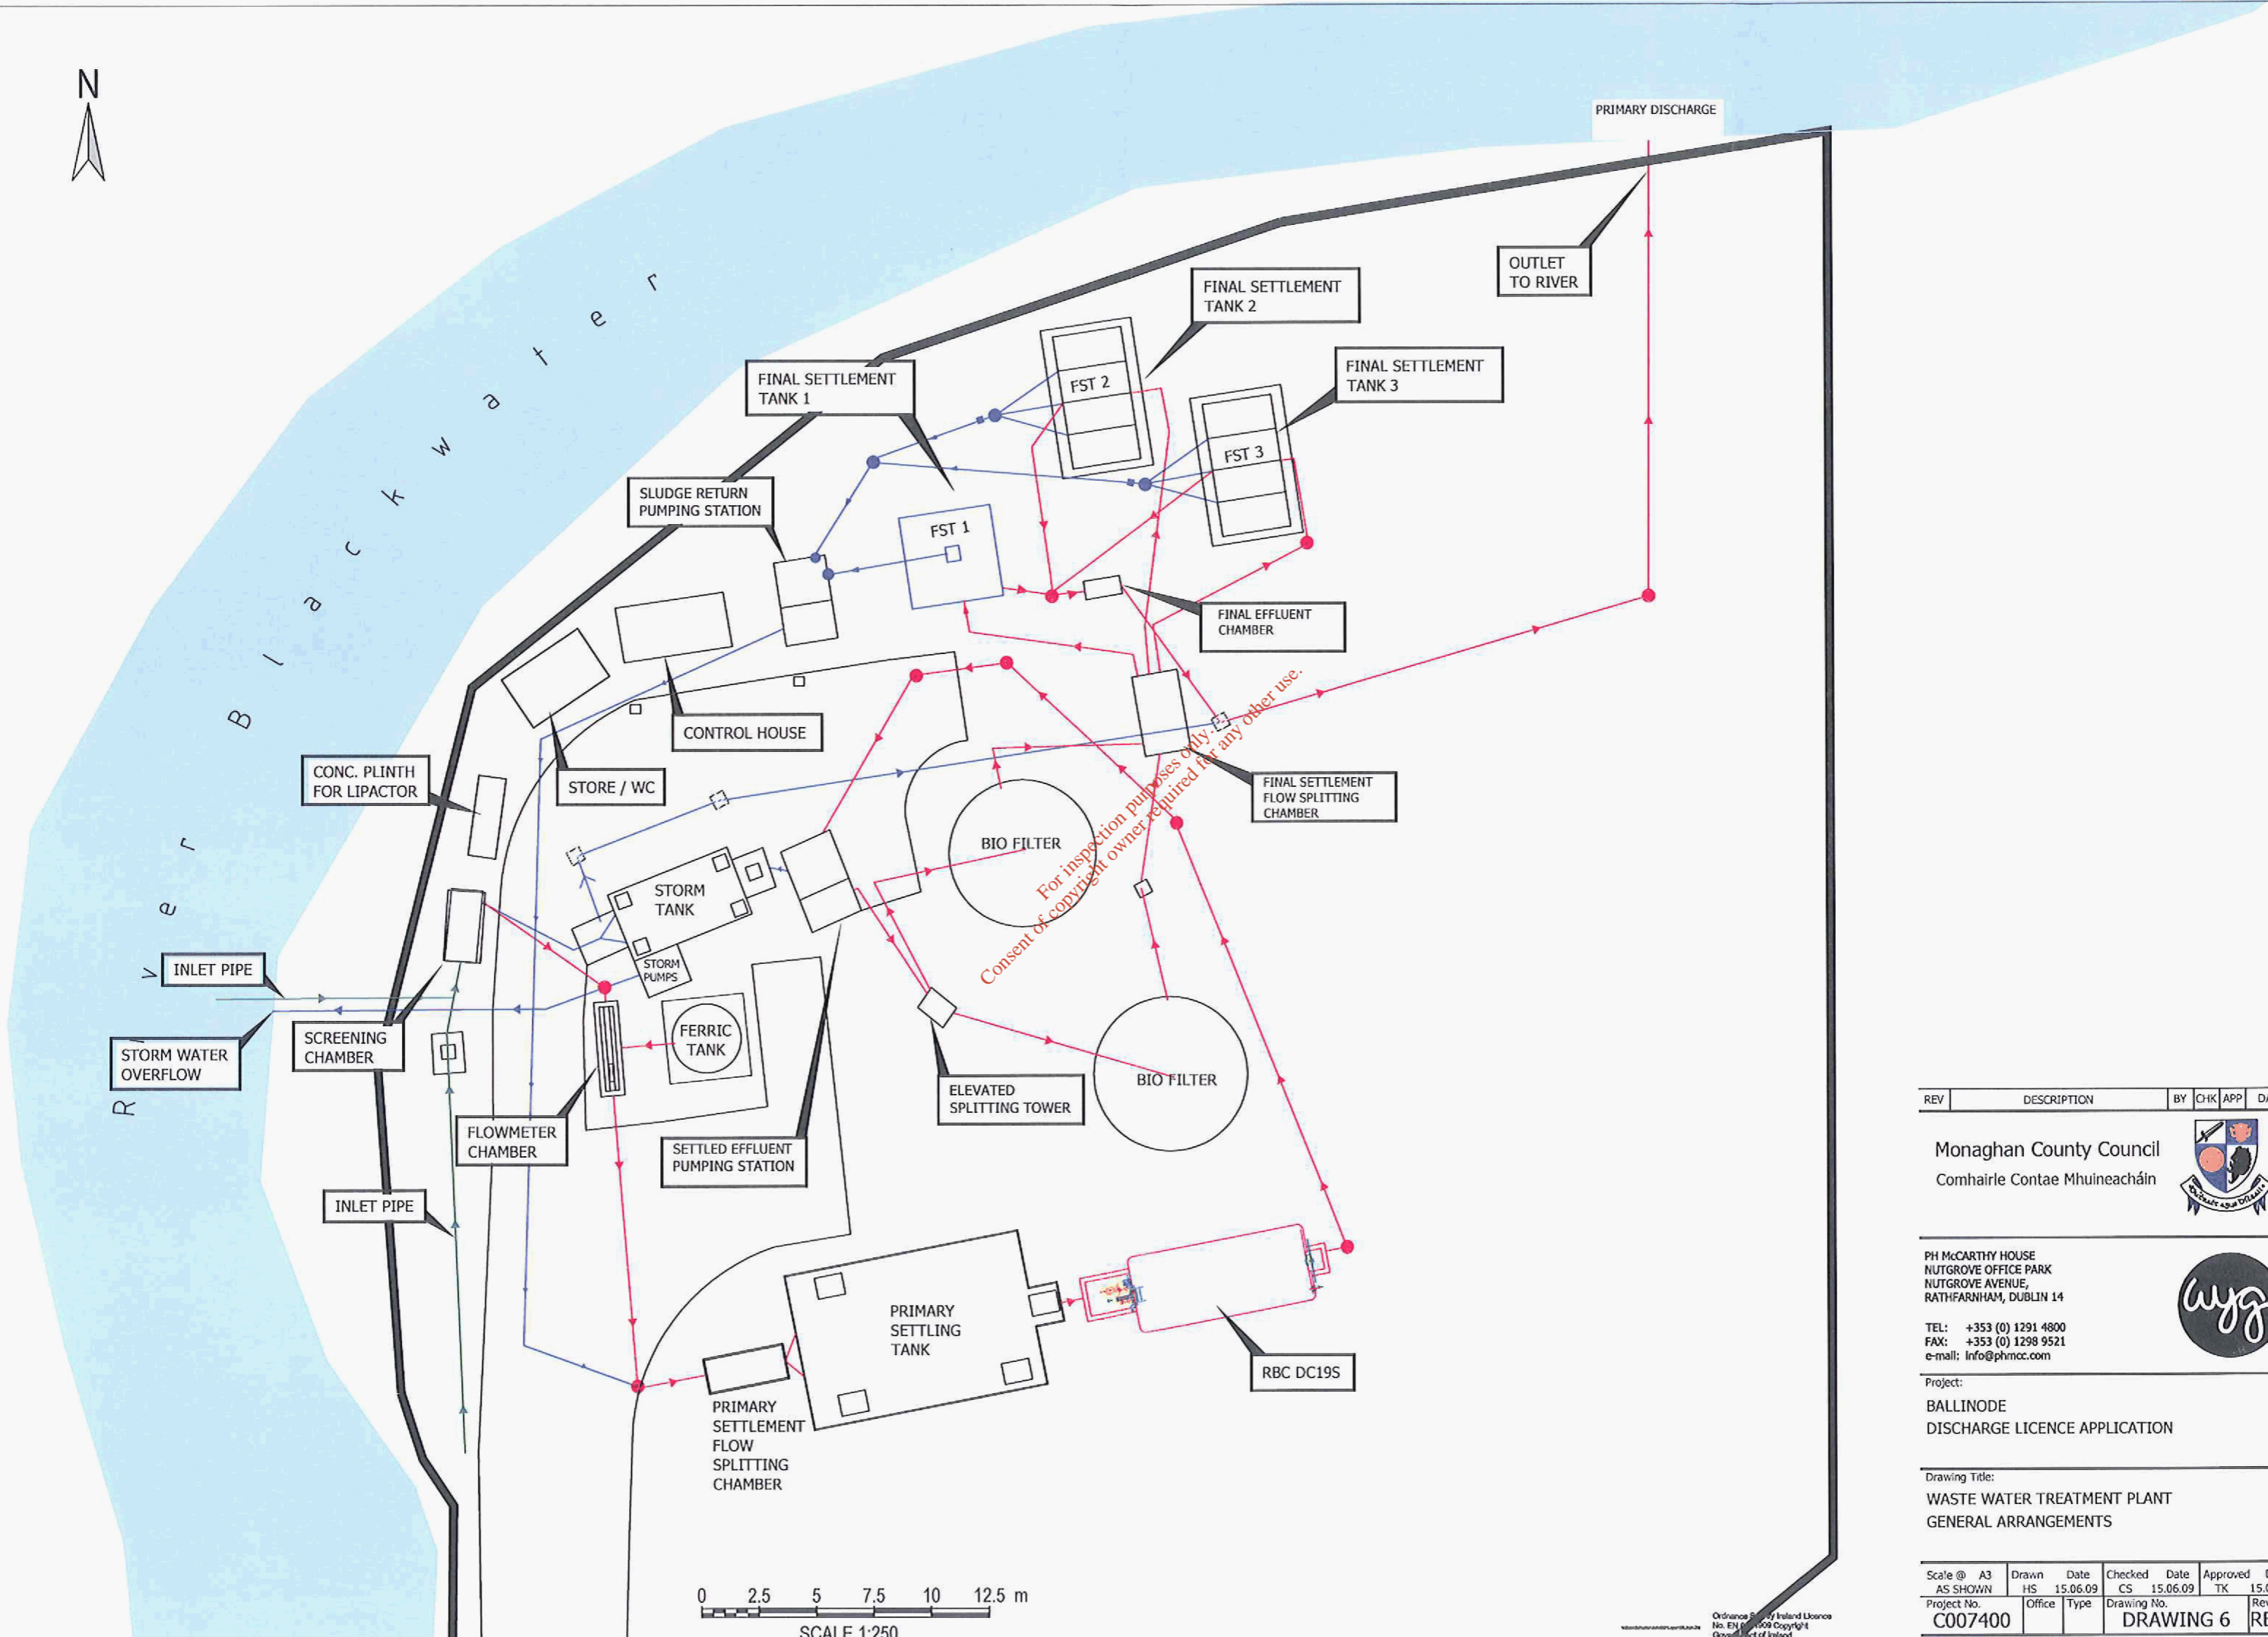 N
PRIMARY DISCHARGE
OUTLET
TO RIVER
FINAL SETTLEMENT
TANK 2
FINAL SETTLEMENT
TANK 3
FINAL SETTLEMENT
TANK 1
FST 2
FST 3
SLUDGE RETURN
PUMPING STATION
FST 1
FINAL EFFLUENT
CHAMBER
River Blackwater
CONTROL HOUSE
STORE / WC
CONC. PLINTH
FOR LIPACTOR
FINAL SETTLEMENT
FLOW SPLITTING
CHAMBER
For inspection purposes only.
Consent of copyright owner required for any other use.
BIO FILTER
STORM
TANK
STORM
PUMPS
INLET PIPE
SCREENING
CHAMBER
STORM WATER
OVERFLOW
FERRIC
TANK
BIO FILTER
ELEVATED
SPLITTING TOWER
FLOWMETER
CHAMBER
SETTLED EFFLUENT
PUMPING STATION
INLET PIPE
PRIMARY
SETTLING
TANK
RBC DC19S
PRIMARY
SETTLEMENT
FLOW
SPLITTING
CHAMBER
0 2.5 5 7.5 10 12.5 m
SCALE 1:250
REV DESCRIPTION BY CHK APP
Monaghan County Council
Comhairle Contae Mhuineacháin
PH McCARTHY HOUSE
NUTGROVE OFFICE PARK
NUTGROVE AVENUE,
RATHFARNHAM, DUBLIN 14
TEL: +353 (0) 1291 4800
FAX: +353 (0) 1298 9521
e-mail: info@phmcc.com
wyg
Project:
BALLINODE
DISCHARGE LICENCE APPLICATION
Drawing Title:
WASTE WATER TREATMENT PLANT
GENERAL ARRANGEMENTS
Scale @ A3 Drawn Date Checked Date Approved
AS SHOWN HS 15.06.09 CS 15.06.09 TK
Project No. Office Type Drawing No.
C007400 DRAWING 6
Ordnance Ireland Licence
Copyright
of Ireland